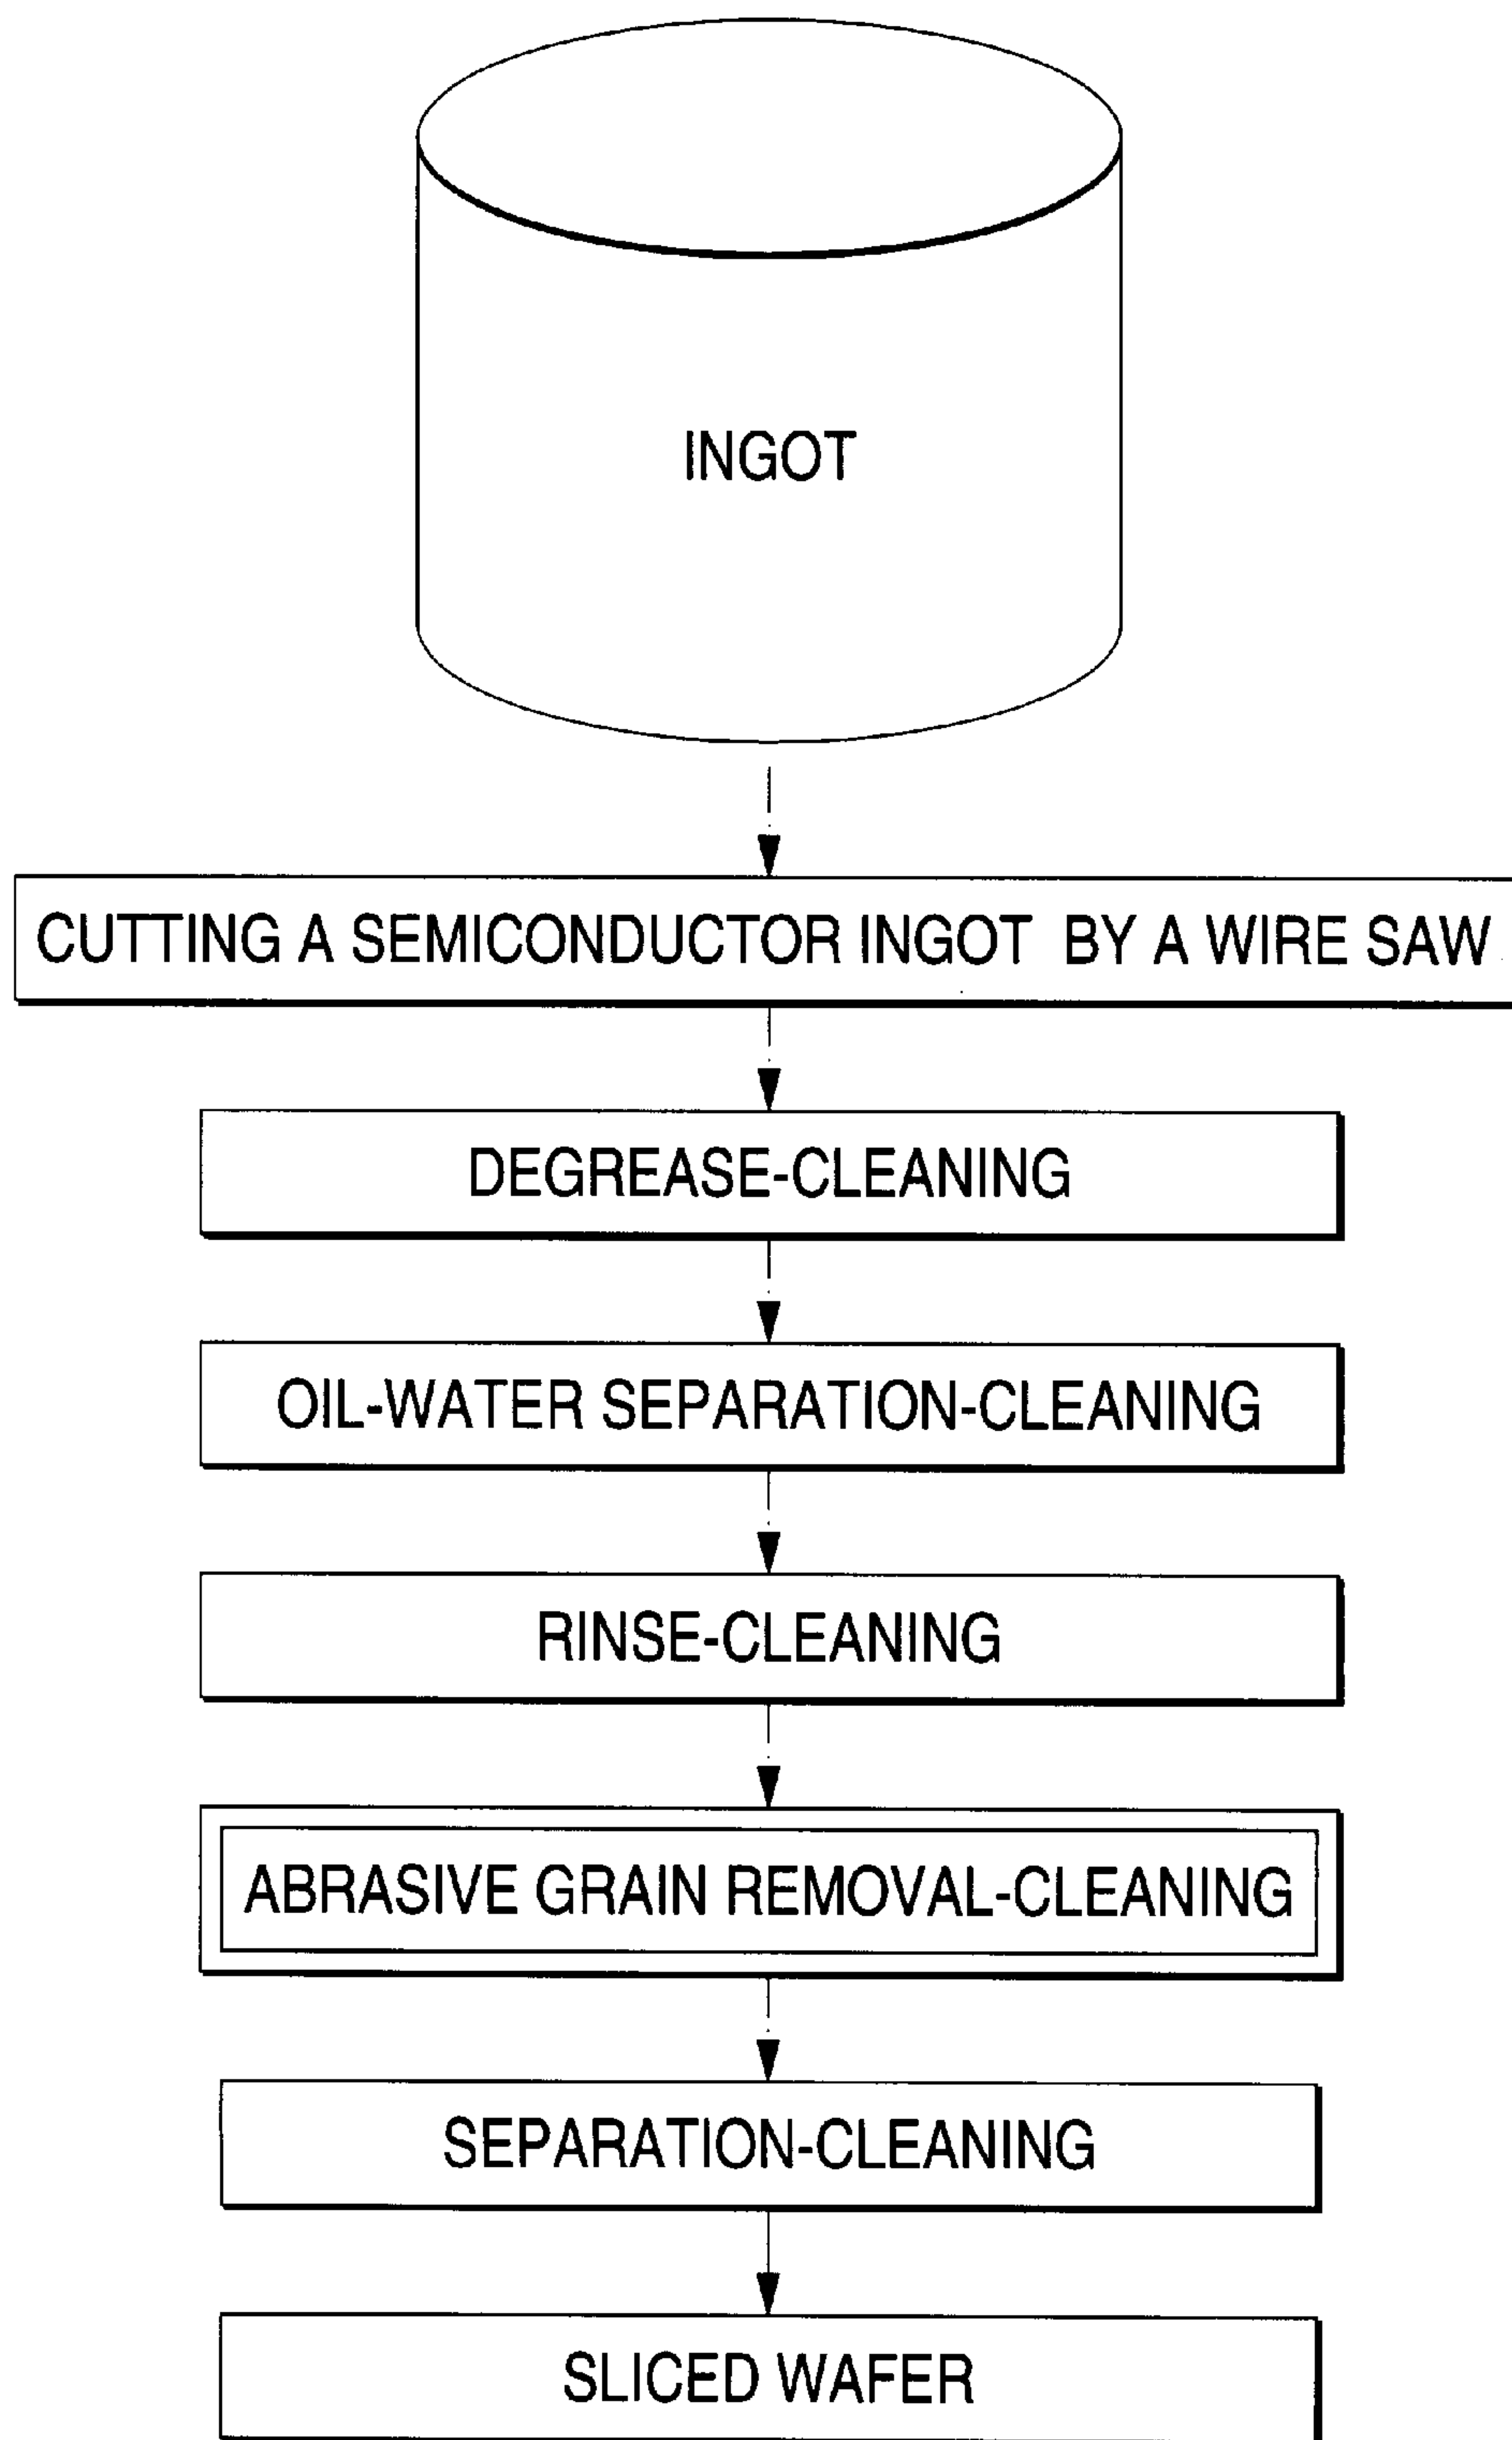 INGOT
CUTTING A SEMICONDUCTOR INGOT BY A WIRE SAW
DEGREASE-CLEANING
OIL-WATER SEPARATION-CLEANING
RINSE-CLEANING
ABRASIVE GRAIN REMOVAL-CLEANING
SEPARATION-CLEANING
SLICED WAFER